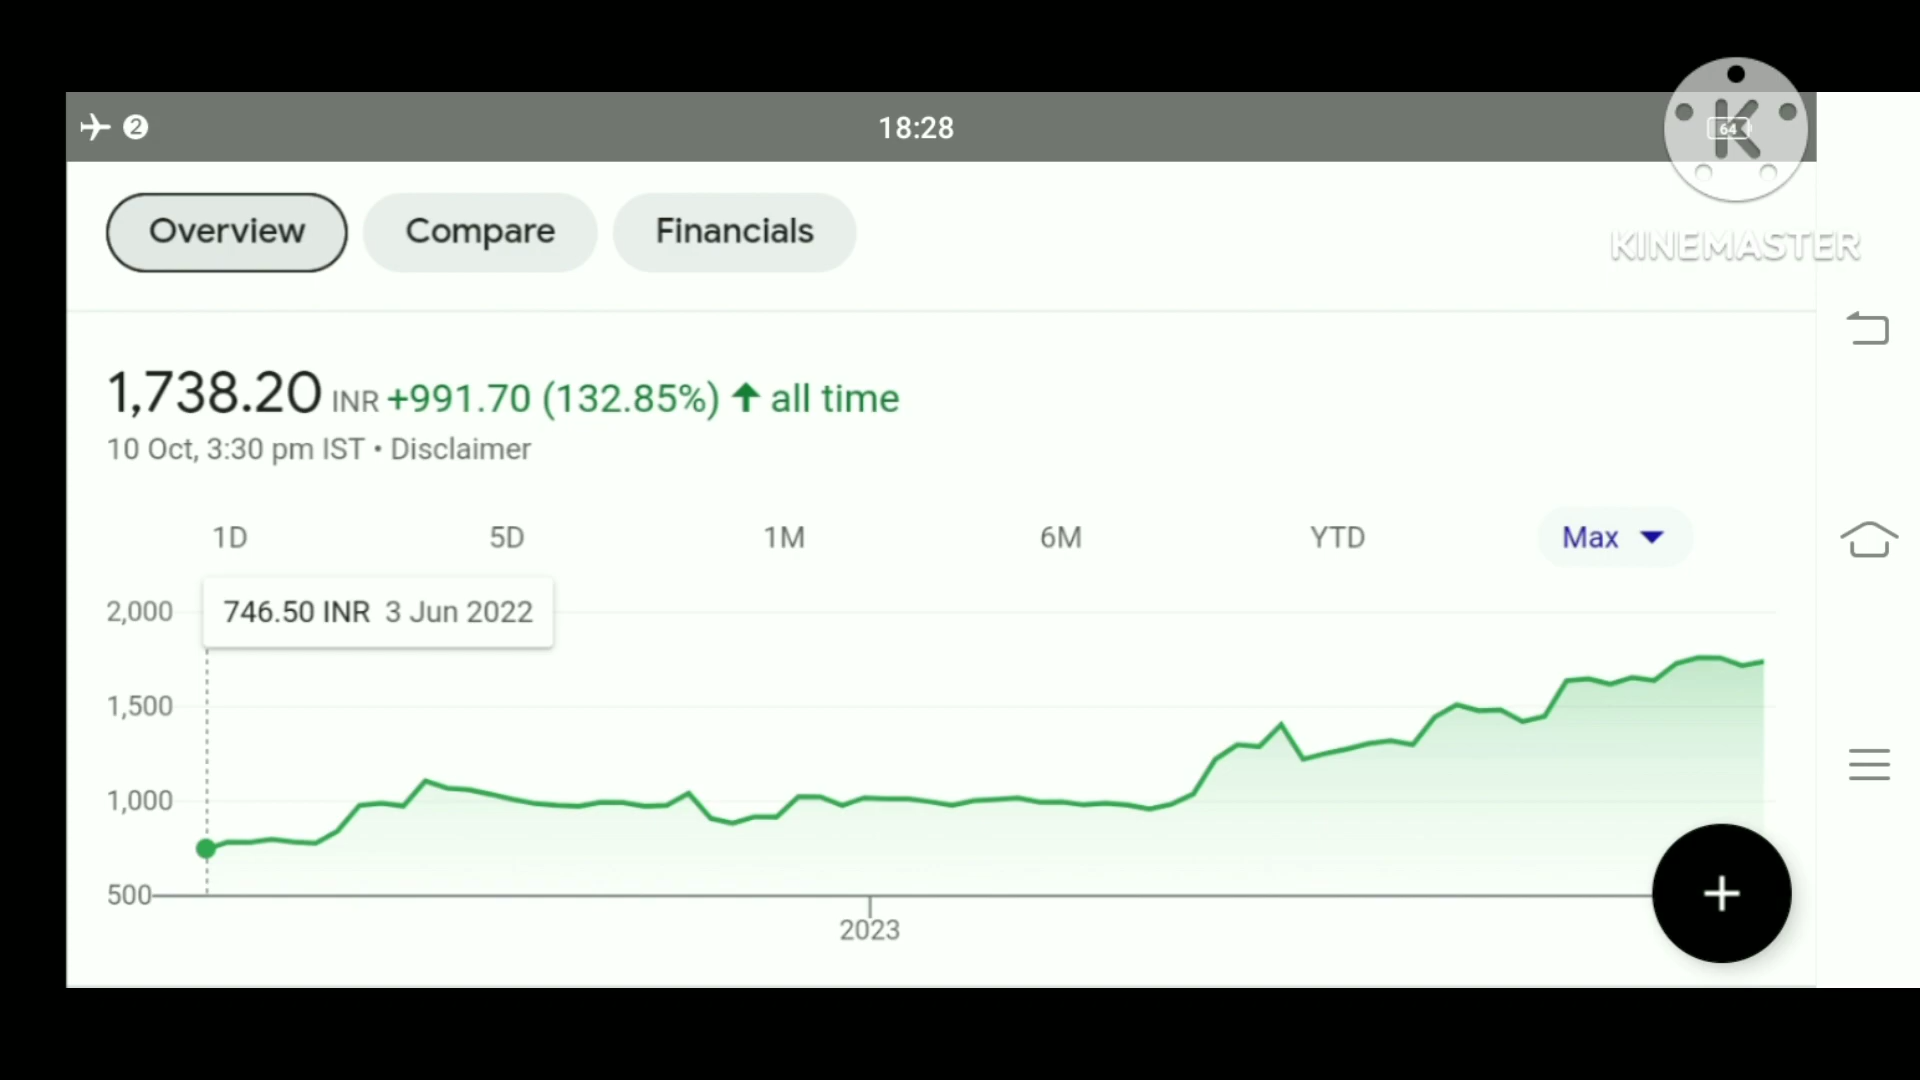 2 18:28 64
K
KINEMASTER
Overview Compare Financials
1,738.20 INR +991.70 (132.85%) ↑ all time
10 Oct, 3:30 pm IST • Disclaimer
1D 5D 1M 6M YTD Max
746.50 INR 3 Jun 2022
2,000
1,500
1,000
500
2023
+